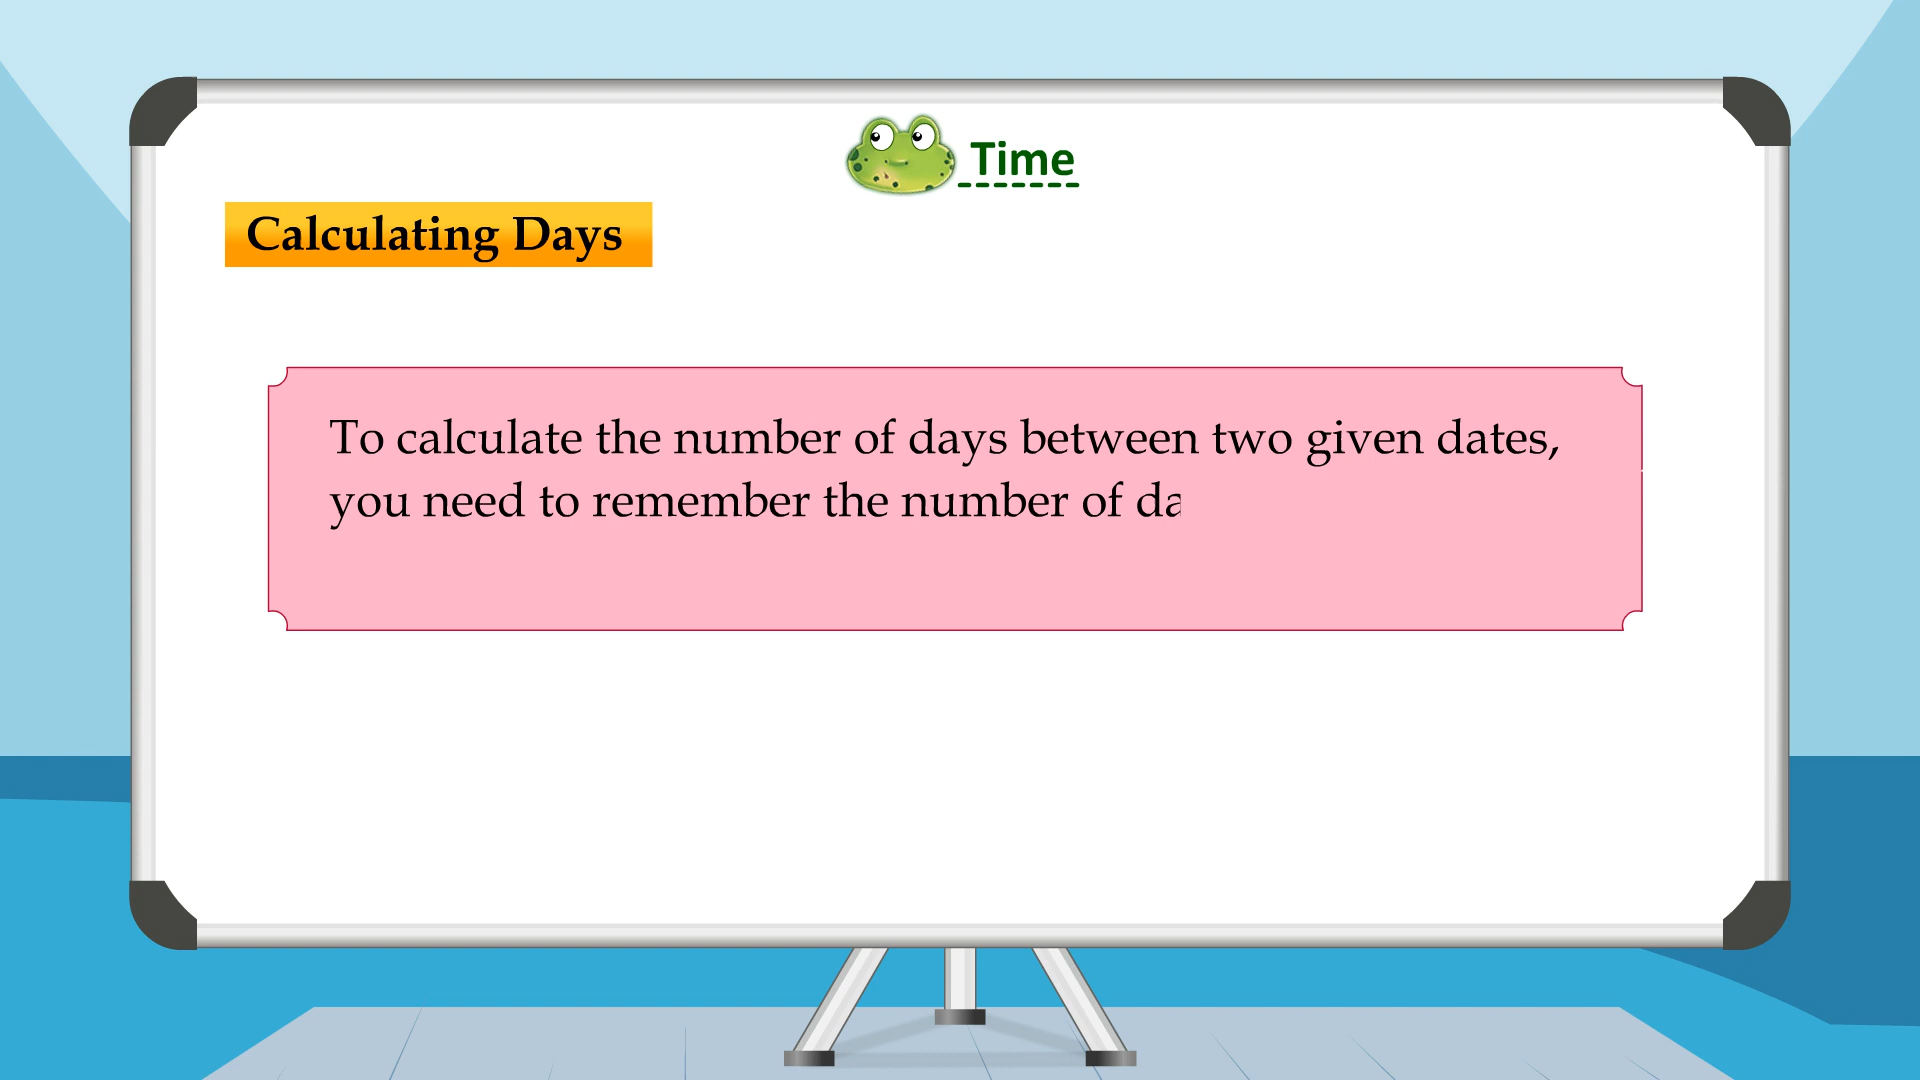 Time
Calculating Days
To calculate the number of days between two given dates,
you need to remember the number of da